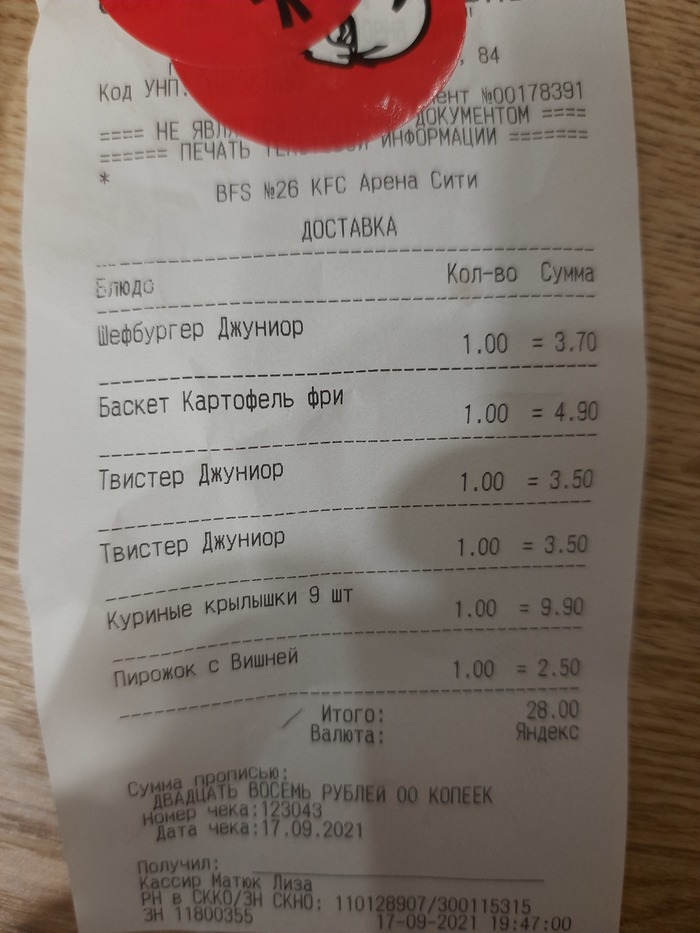 , 84
Код УНП.
ент №00178391
==== НЕ ЯВЛ ДОКУМЕНТОМ ====
====== ПЕЧАТЬ ИНФОРМАЦИИ =======
*
BFS №26 KFC Арена Сити
ДОСТАВКА
Блюдо Кол-во Сумма
Шефбургер Джуниор
1.00 = 3.70
Баскет Картофель фри
1.00 = 4.90
Твистер Джуниор
1.00 = 3.50
Твистер Джуниор
1.00 = 3.50
Куриные крылышки 9 шт
1.00 = 9.90
Пирожок с Вишней
1.00 = 2.50
Итого: 28.00
Валюта: Яндекс
Сумма прописью:
ДВАДЦАТЬ ВОСЕМЬ РУБЛЕЙ 00 КОПЕЕК
Номер чека:123043
Дата чека:17.09.2021
Получил:
Кассир Матюк Лиза
РН в СККО/ЗН СКНО: 110128907/300115315
ЗН 11800355 17-09-2021 19:47:00